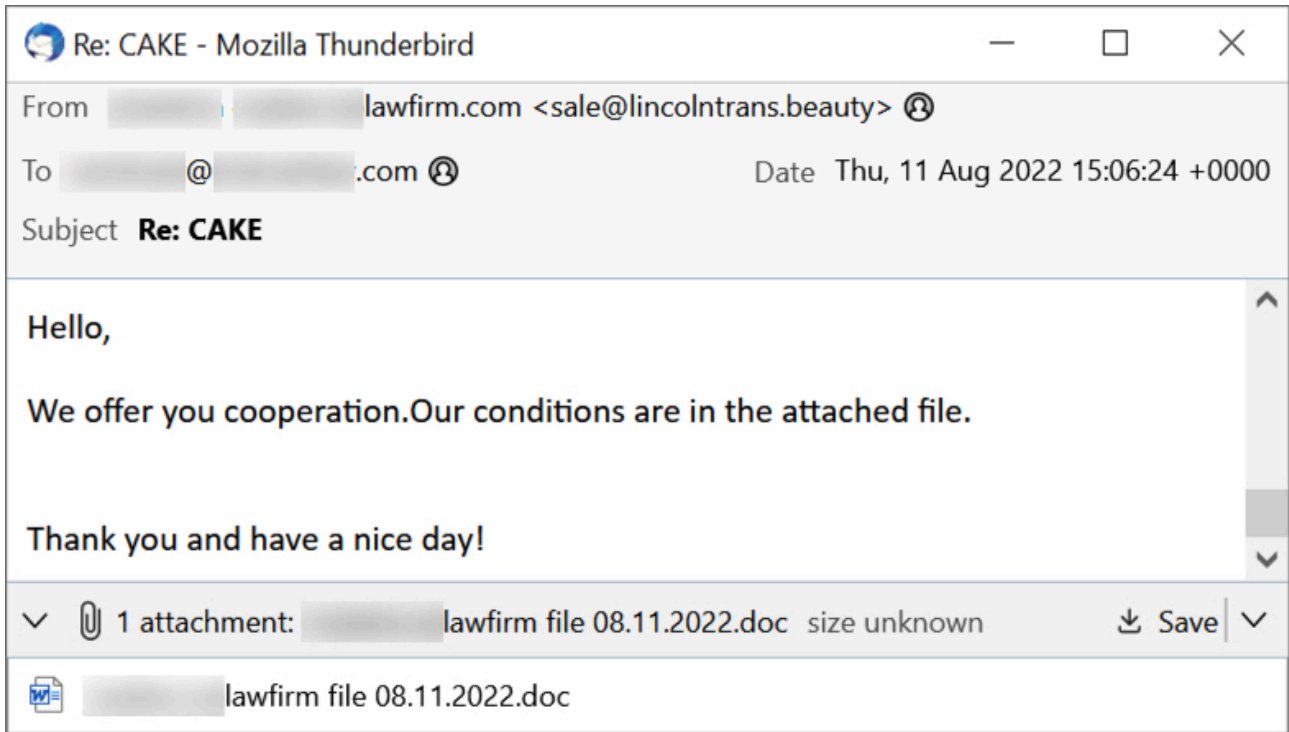 Re: CAKE - Mozilla Thunderbird
From lawfirm.com <sale@lincolntrans.beauty>
To @ .com Date Thu, 11 Aug 2022 15:06:24 +0000
Subject Re: CAKE
Hello,
We offer you cooperation.Our conditions are in the attached file.
Thank you and have a nice day!
1 attachment: lawfirm file 08.11.2022.doc size unknown Save
lawfirm file 08.11.2022.doc